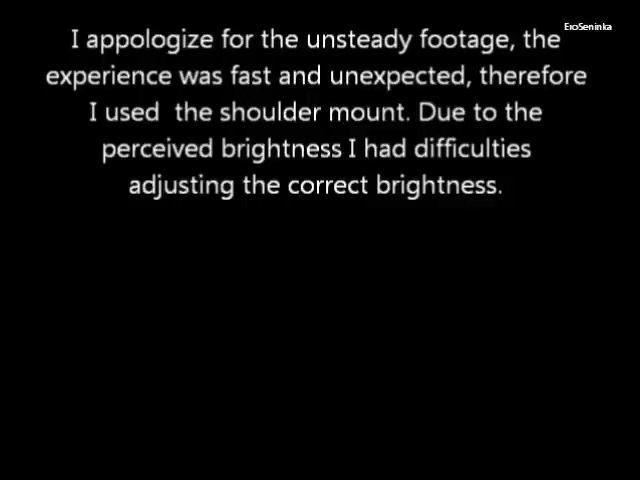 EroSeninka
I appologize for the unsteady footage, the
experience was fast and unexpected, therefore
I used  the shoulder mount. Due to the
perceived brightness I had difficulties
adjusting the correct brightness.